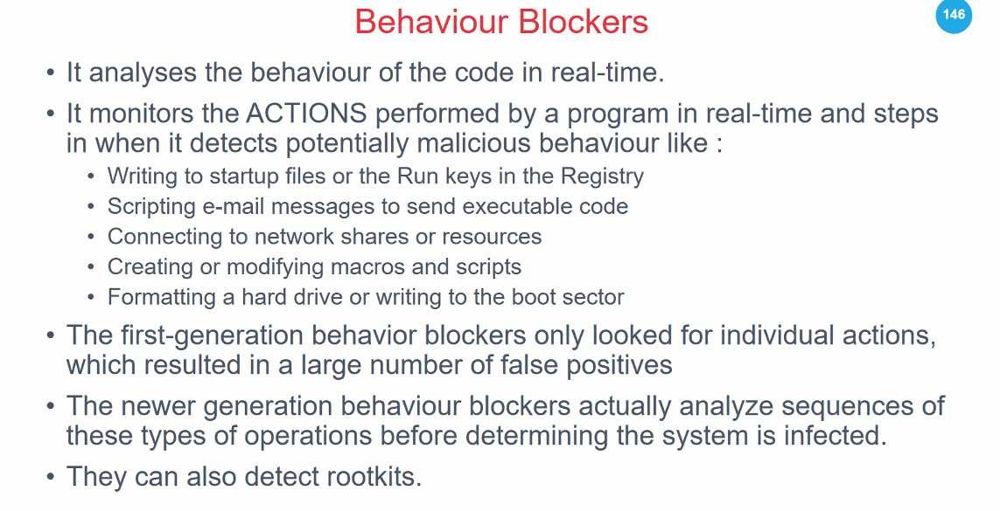 Behaviour Blockers
146
• It analyses the behaviour of the code in real-time.
• It monitors the ACTIONS performed by a program in real-time and steps
in when it detects potentially malicious behaviour like :
• Writing to startup files or the Run keys in the Registry
• Scripting e-mail messages to send executable code
• Connecting to network shares or resources
• Creating or modifying macros and scripts
• Formatting a hard drive or writing to the boot sector
• The first-generation behavior blockers only looked for individual actions,
which resulted in a large number of false positives
• The newer generation behaviour blockers actually analyze sequences of
these types of operations before determining the system is infected.
• They can also detect rootkits.